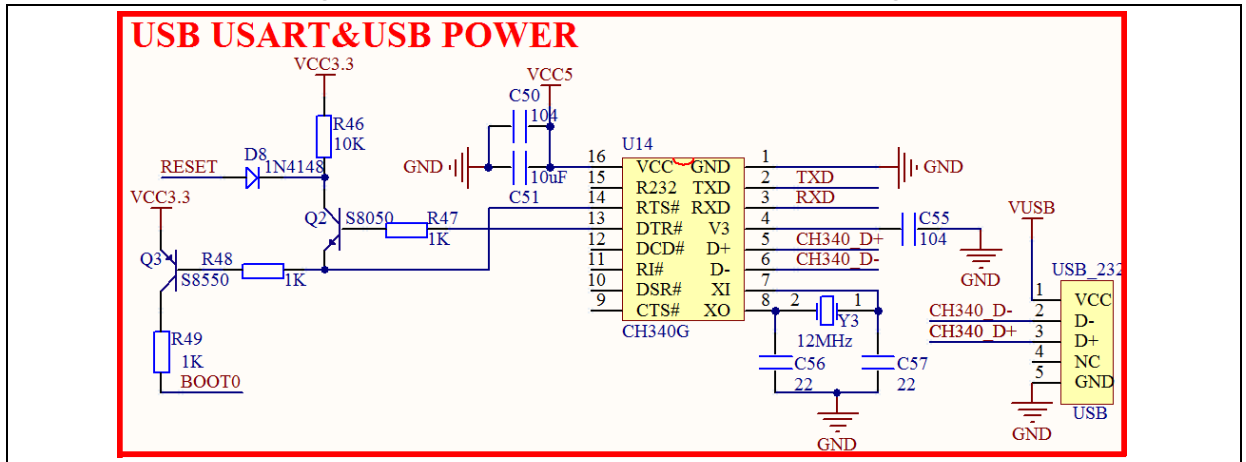 USB USART&USB POWER
VCC3.3
VCC5
C50
104
R46
10K
U14
GND
10uF
C51
RESET
D8
1N4148
16 VCC GND 1
GND
15 R232 TXD 2 TXD
14 RTS# RXD 3 RXD
13 DTR# V3 4
12 DCD# D+ 5 CH340_D+
11 RI# D- 6 CH340_D-
10 DSR# XI 7
9 CTS# XO 8
CH340G
VCC3.3
Q2
S8050
R47
1K
C55
104
GND
VUSB
Q3
S8550
R48
1K
USB_232
1 VCC
CH340_D- 2 D-
CH340_D+ 3 D+
4 NC
5 GND
USB
GND
2 1
Y3
12MHz
R49
1K
BOOT0
C56
22
C57
22
GND